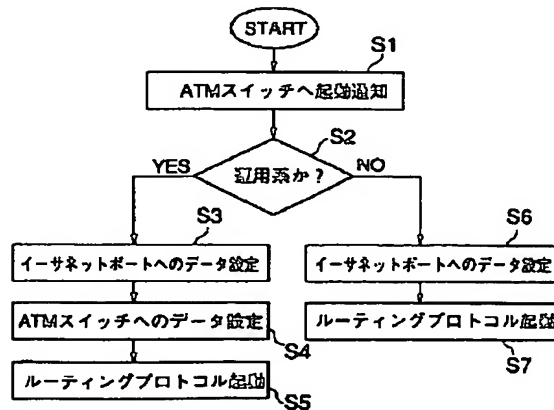 START
S1
ATMスイッチへ起動通知
S2
運用系か?
YES
NO
S3
イーサネットポートへのデータ設定
S6
イーサネットポートへのデータ設定
ATMスイッチへのデータ設定
S4
ルーティングプロトコル起動
S7
ルーティングプロトコル起動
S5